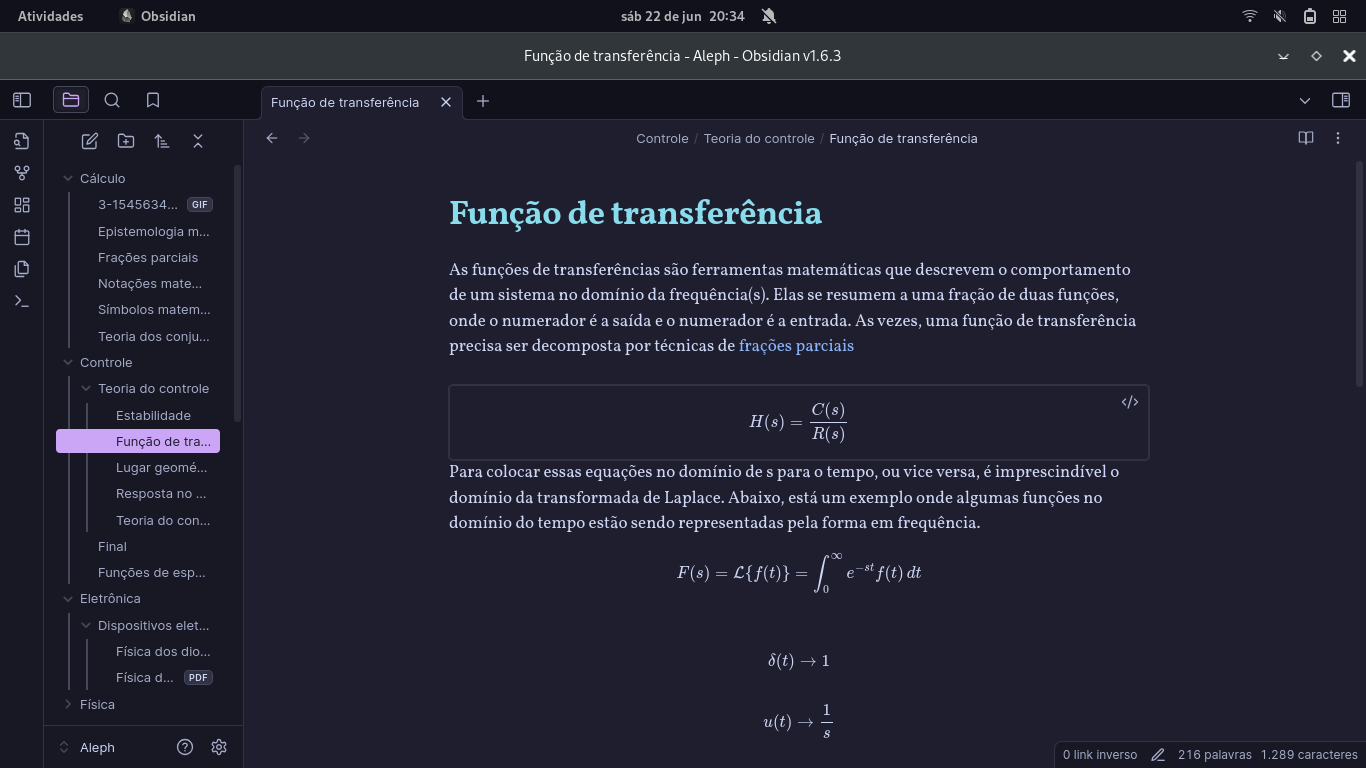 Atividades Obsidian sáb 22 de jun 20:34
Função de transferência - Aleph - Obsidian v1.6.3
Função de transferência
Controle / Teoria do controle / Função de transferência
Cálculo
3-1545634... GIF
Epistemologia m...
Frações parciais
Notações mate...
Símbolos matem...
Teoria dos conju...
Controle
Teoria do controle
Estabilidade
Função de tra...
Lugar geomé...
Resposta no ...
Teoria do con...
Final
Funções de esp...
Eletrônica
Dispositivos elet...
Física dos dio...
Física d... PDF
Física
Aleph
Função de transferência
As funções de transferências são ferramentas matemáticas que descrevem o comportamento
de um sistema no domínio da frequência(s). Elas se resumem a uma fração de duas funções,
onde o numerador é a saída e o numerador é a entrada. As vezes, uma função de transferência
precisa ser decomposta por técnicas de frações parciais
H(s) = C(s)/R(s)
Para colocar essas equações no domínio de s para o tempo, ou vice versa, é imprescindível o
domínio da transformada de Laplace. Abaixo, está um exemplo onde algumas funções no
domínio do tempo estão sendo representadas pela forma em frequência.
F(s) = ℒ{f(t)} = ∫₀^∞ e^{−st} f(t) dt
δ(t) → 1
u(t) → 1/s
0 link inverso 216 palavras 1.289 caracteres